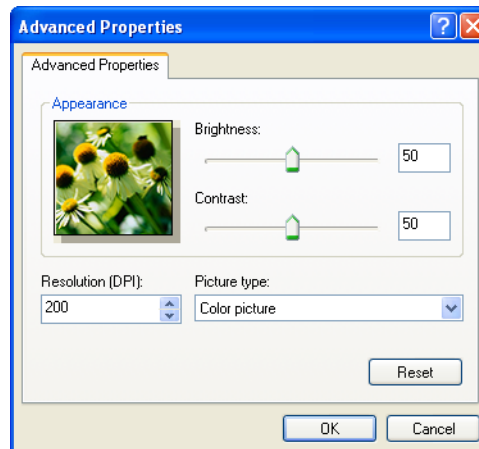 Advanced Properties
Advanced Properties
Appearance
Brightness:
50
Contrast:
50
Resolution (DPI):
Picture type:
200
Color picture
Reset
OK
Cancel